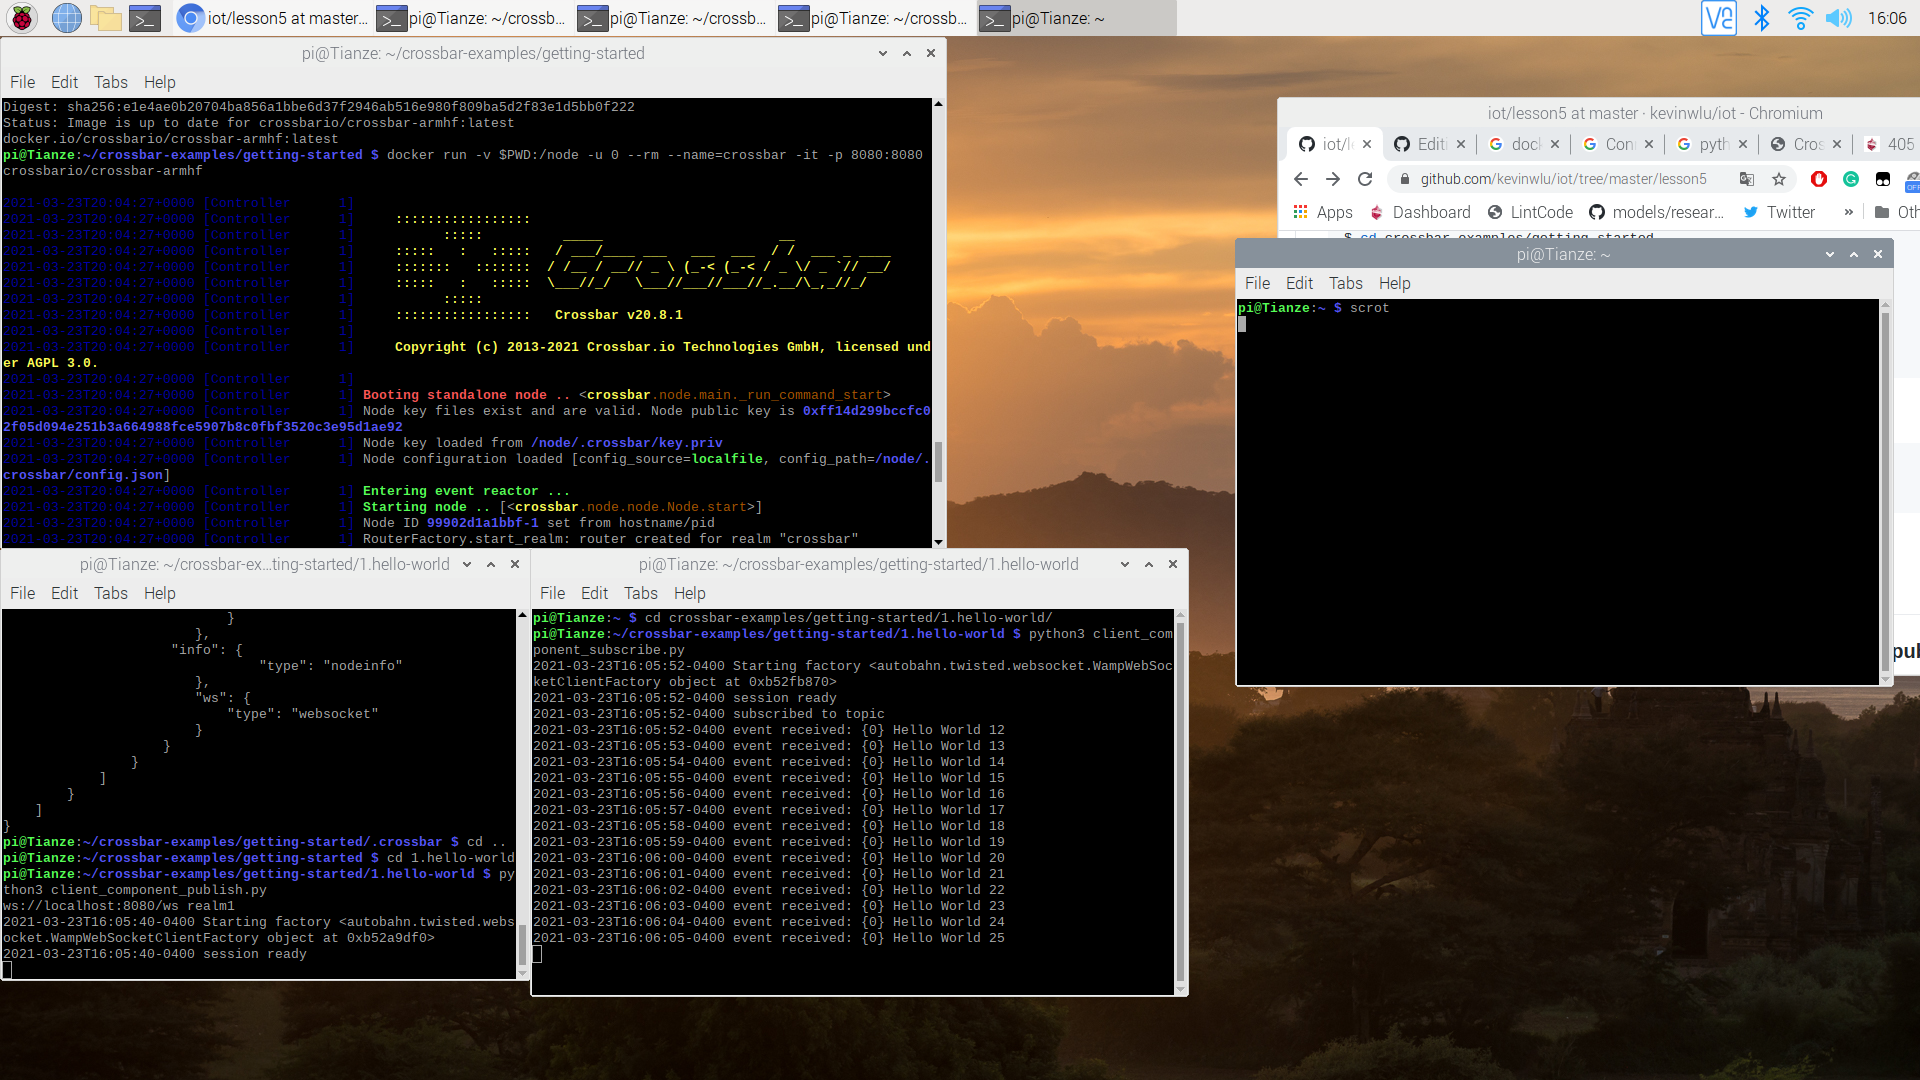 iot/lesson5 at master...
pi@Tianze: ~/crossb...
pi@Tianze: ~/crossb...
pi@Tianze: ~/crossb...
pi@Tianze: ~
16:06
pi@Tianze: ~/crossbar-examples/getting-started
File Edit Tabs Help
Digest: sha256:e1e4ae0b20704ba856a1bbe6d37f2946ab516e980f809ba5d2f83e1d5bb0f222
Status: Image is up to date for crossbario/crossbar-armhf:latest
docker.io/crossbario/crossbar-armhf:latest
pi@Tianze:~/crossbar-examples/getting-started $ docker run -v $PWD:/node -u 0 --rm --name=crossbar -it -p 8080:8080
crossbario/crossbar-armhf
2021-03-23T20:04:27+0000 [Controller 1]
2021-03-23T20:04:27+0000 [Controller 1] :::::::::::::::::
2021-03-23T20:04:27+0000 [Controller 1] ::::: _____ __
2021-03-23T20:04:27+0000 [Controller 1] ::::: : ::::: / ___/____ ___ ___ ___ / / ___ _ ____
2021-03-23T20:04:27+0000 [Controller 1] ::::::: ::::::: / /__ / __// _ \ (_-< (_-< / _ \/ _ `// __/
2021-03-23T20:04:27+0000 [Controller 1] ::::: : ::::: \___//_/ \___//___//___//_.__/\_,_//_/
2021-03-23T20:04:27+0000 [Controller 1] :::::
2021-03-23T20:04:27+0000 [Controller 1] ::::::::::::::::: Crossbar v20.8.1
2021-03-23T20:04:27+0000 [Controller 1]
2021-03-23T20:04:27+0000 [Controller 1] Copyright (c) 2013-2021 Crossbar.io Technologies GmbH, licensed und
er AGPL 3.0.
2021-03-23T20:04:27+0000 [Controller 1]
2021-03-23T20:04:27+0000 [Controller 1] Booting standalone node .. <crossbar.node.main._run_command_start>
2021-03-23T20:04:27+0000 [Controller 1] Node key files exist and are valid. Node public key is 0xff14d299bccfc0
2f05d094e251b3a664988fce5907b8c0fbf3520c3e95d1ae92
2021-03-23T20:04:27+0000 [Controller 1] Node key loaded from /node/.crossbar/key.priv
2021-03-23T20:04:27+0000 [Controller 1] Node configuration loaded [config_source=localfile, config_path=/node/.
crossbar/config.json]
2021-03-23T20:04:27+0000 [Controller 1] Entering event reactor ...
2021-03-23T20:04:27+0000 [Controller 1] Starting node .. [<crossbar.node.node.Node.start>]
2021-03-23T20:04:27+0000 [Controller 1] Node ID 99902d1a1bbf-1 set from hostname/pid
2021-03-23T20:04:27+0000 [Controller 1] RouterFactory.start_realm: router created for realm "crossbar"
pi@Tianze: ~/crossbar-ex...ting-started/1.hello-world
File Edit Tabs Help
}
},
"info": {
"type": "nodeinfo"
},
"ws": {
"type": "websocket"
}
}
}
]
}
]
}
pi@Tianze:~/crossbar-examples/getting-started/.crossbar $ cd ..
pi@Tianze:~/crossbar-examples/getting-started $ cd 1.hello-world
pi@Tianze:~/crossbar-examples/getting-started/1.hello-world $ py
thon3 client_component_publish.py
ws://localhost:8080/ws realm1
2021-03-23T16:05:40-0400 Starting factory <autobahn.twisted.webs
ocket.WampWebSocketClientFactory object at 0xb52a9df0>
2021-03-23T16:05:40-0400 session ready
pi@Tianze: ~/crossbar-examples/getting-started/1.hello-world
File Edit Tabs Help
pi@Tianze:~ $ cd crossbar-examples/getting-started/1.hello-world/
pi@Tianze:~/crossbar-examples/getting-started/1.hello-world $ python3 client_com
ponent_subscribe.py
2021-03-23T16:05:52-0400 Starting factory <autobahn.twisted.websocket.WampWebSoc
ketClientFactory object at 0xb52fb870>
2021-03-23T16:05:52-0400 session ready
2021-03-23T16:05:52-0400 subscribed to topic
2021-03-23T16:05:52-0400 event received: {0} Hello World 12
2021-03-23T16:05:53-0400 event received: {0} Hello World 13
2021-03-23T16:05:54-0400 event received: {0} Hello World 14
2021-03-23T16:05:55-0400 event received: {0} Hello World 15
2021-03-23T16:05:56-0400 event received: {0} Hello World 16
2021-03-23T16:05:57-0400 event received: {0} Hello World 17
2021-03-23T16:05:58-0400 event received: {0} Hello World 18
2021-03-23T16:05:59-0400 event received: {0} Hello World 19
2021-03-23T16:06:00-0400 event received: {0} Hello World 20
2021-03-23T16:06:01-0400 event received: {0} Hello World 21
2021-03-23T16:06:02-0400 event received: {0} Hello World 22
2021-03-23T16:06:03-0400 event received: {0} Hello World 23
2021-03-23T16:06:04-0400 event received: {0} Hello World 24
2021-03-23T16:06:05-0400 event received: {0} Hello World 25
iot/lesson5 at master · kevinwlu/iot - Chromium
iot/l Editi dock Con python Cros 405
github.com/kevinwlu/iot/tree/master/lesson5
Apps Dashboard LintCode models/resear... Twitter » Oth
$ cd crossbar-examples/getting-started
pub
pi@Tianze: ~
File Edit Tabs Help
pi@Tianze:~ $ scrot